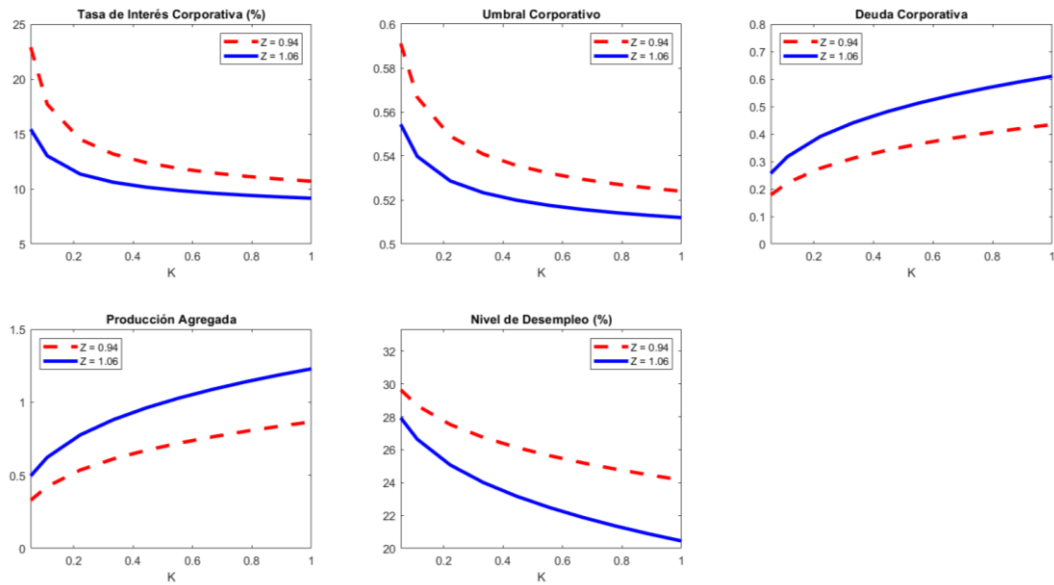 Tasa de Interés Corporativa (%)
25
20
15
10
5
Z = 0.94
Z = 1.06
0.2 0.4 0.6 0.8 1
K
Umbral Corporativo
0.6
0.58
0.56
0.54
0.52
0.5
Z = 0.94
Z = 1.06
0.2 0.4 0.6 0.8 1
K
Deuda Corporativa
0.8
0.7
0.6
0.5
0.4
0.3
0.2
0.1
0
Z = 0.94
Z = 1.06
0.2 0.4 0.6 0.8 1
K
Producción Agregada
1.5
1
0.5
0
Z = 0.94
Z = 1.06
0.2 0.4 0.6 0.8 1
K
Nivel de Desempleo (%)
32
30
28
26
24
22
20
Z = 0.94
Z = 1.06
0.2 0.4 0.6 0.8 1
K